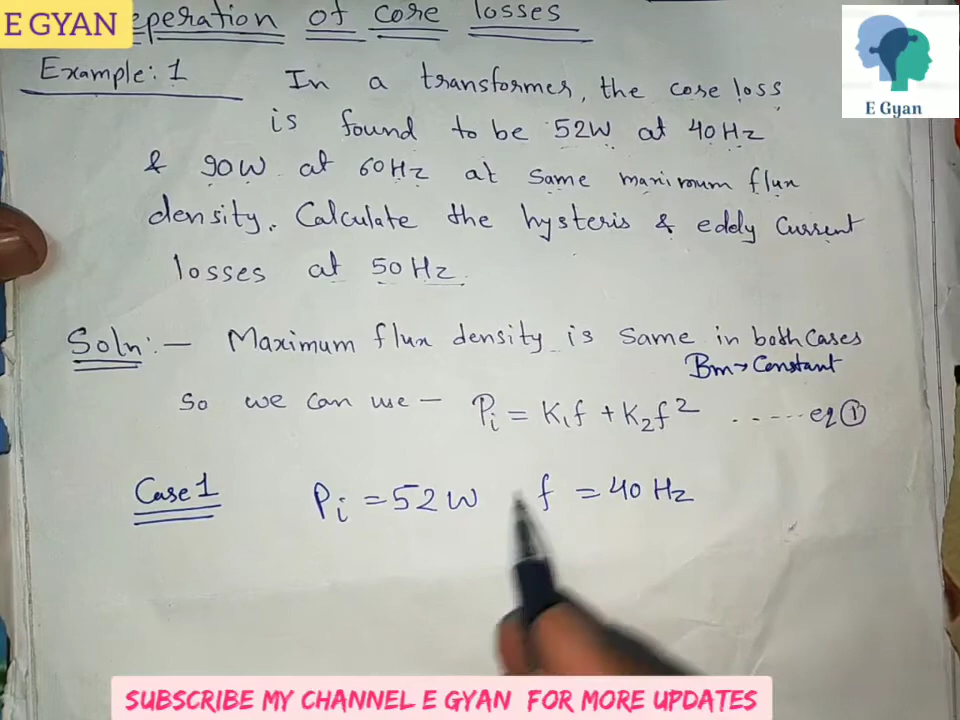 E GYAN
eperation of core losses
E Gyan
Example: 1 In a transformer, the core loss
is found to be 52W at 40Hz
& 90W at 60Hz at same maximum flux
density. Calculate the hysteris & eddy current
losses at 50Hz.
Soln:- Maximum flux density is same in both cases
Bm→Constant
So we can use - Pi = K1f + K2f² ......eq ①
Case 1 Pi = 52W f = 40 Hz
SUBSCRIBE MY CHANNEL E GYAN FOR MORE UPDATES